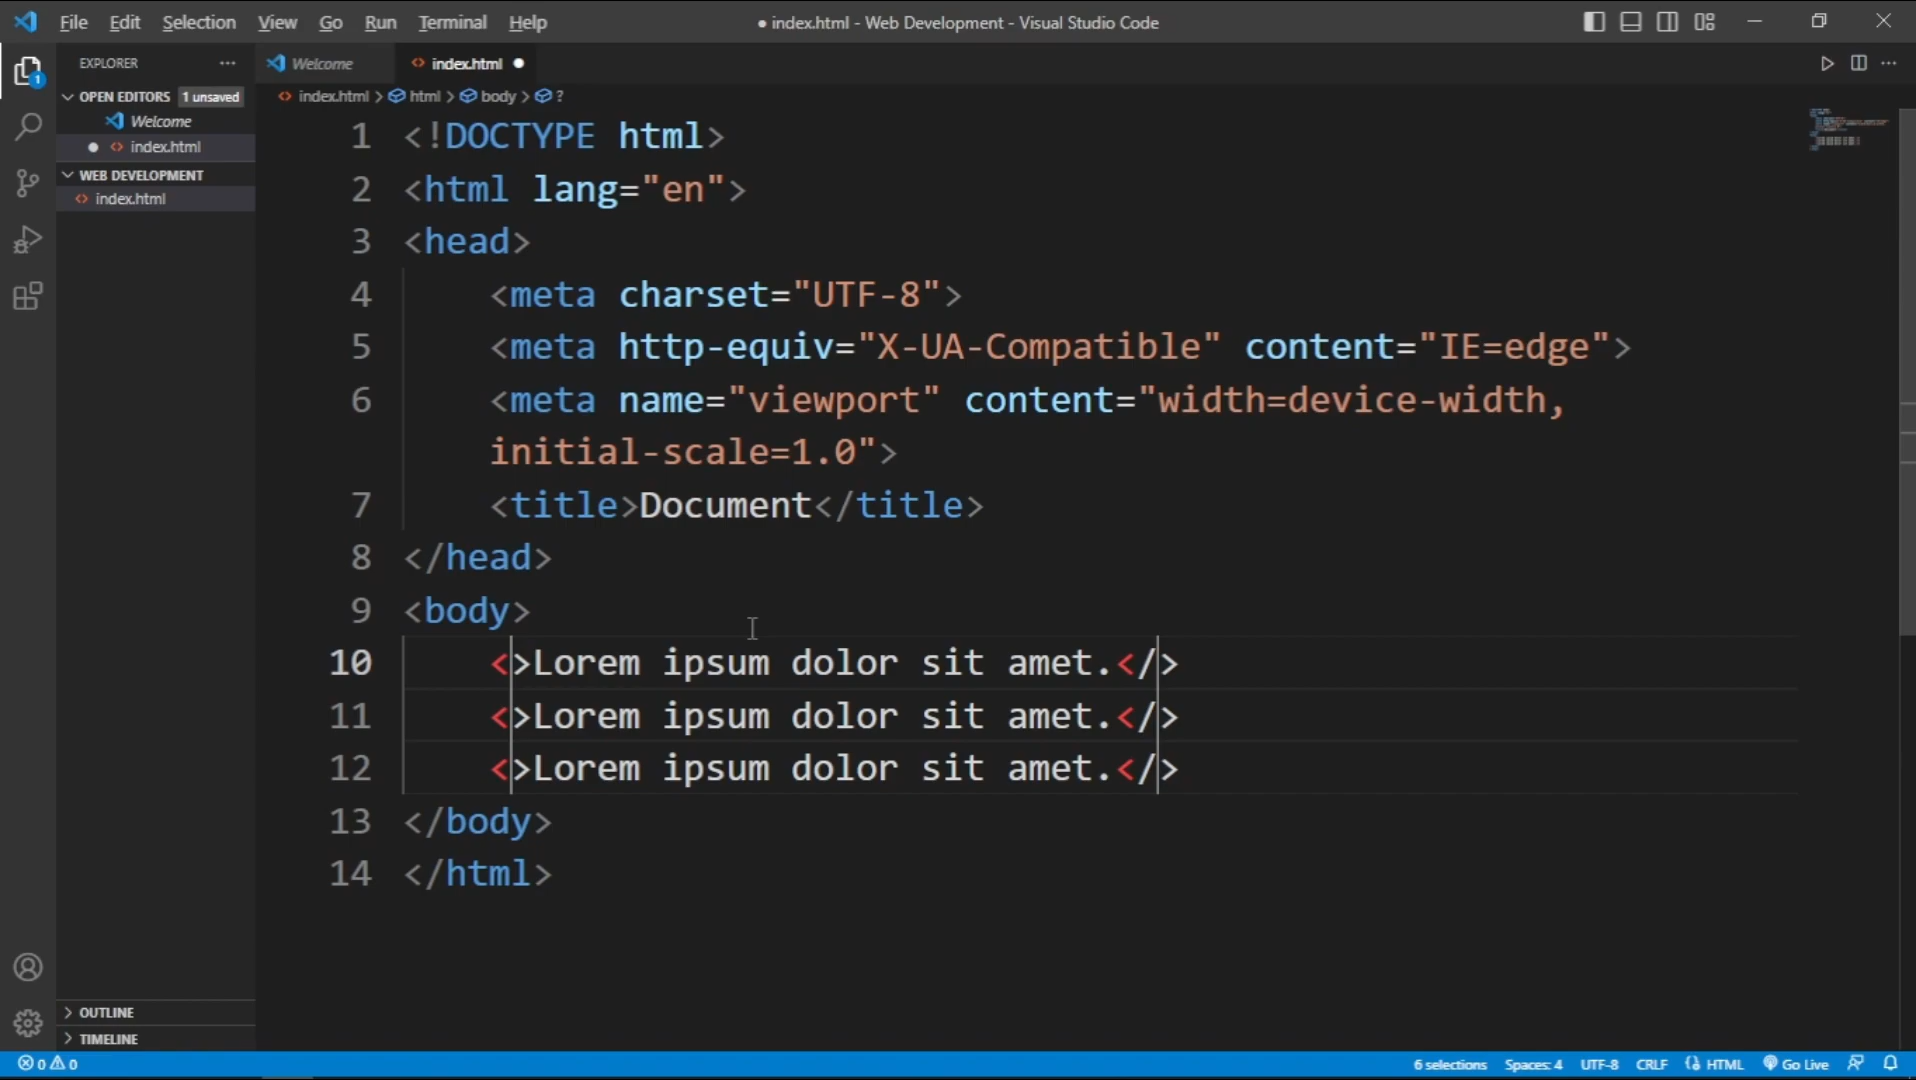 File Edit Selection View Go Run Terminal Help
● index.html - Web Development - Visual Studio Code
EXPLORER ···
Welcome
index.html ●
1
OPEN EDITORS 1 unsaved
Welcome
index.html
WEB DEVELOPMENT
index.html
index.html > html > body > ?
1 <!DOCTYPE html>
2 <html lang="en">
3 <head>
4 <meta charset="UTF-8">
5 <meta http-equiv="X-UA-Compatible" content="IE=edge">
6 <meta name="viewport" content="width=device-width,
initial-scale=1.0">
7 <title>Document</title>
8 </head>
9 <body>
10 <>Lorem ipsum dolor sit amet.</>
11 <>Lorem ipsum dolor sit amet.</>
12 <>Lorem ipsum dolor sit amet.</>
13 </body>
14 </html>
OUTLINE
TIMELINE
0 0
6 selections Spaces: 4 UTF-8 CRLF HTML Go Live